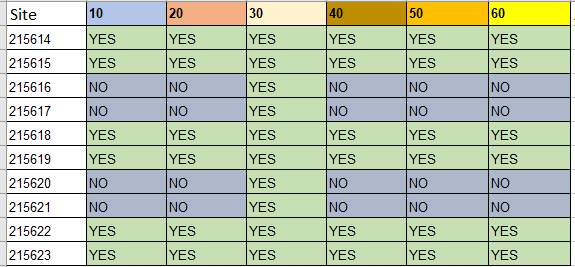 Site 10 20 30 40 50 60
215614 YES YES YES YES YES YES
215615 YES YES YES YES YES YES
215616 NO NO YES NO NO NO
215617 NO NO YES NO NO NO
215618 YES YES YES YES YES YES
215619 YES YES YES YES YES YES
215620 NO NO YES NO NO NO
215621 NO NO YES NO NO NO
215622 YES YES YES YES YES YES
215623 YES YES YES YES YES YES